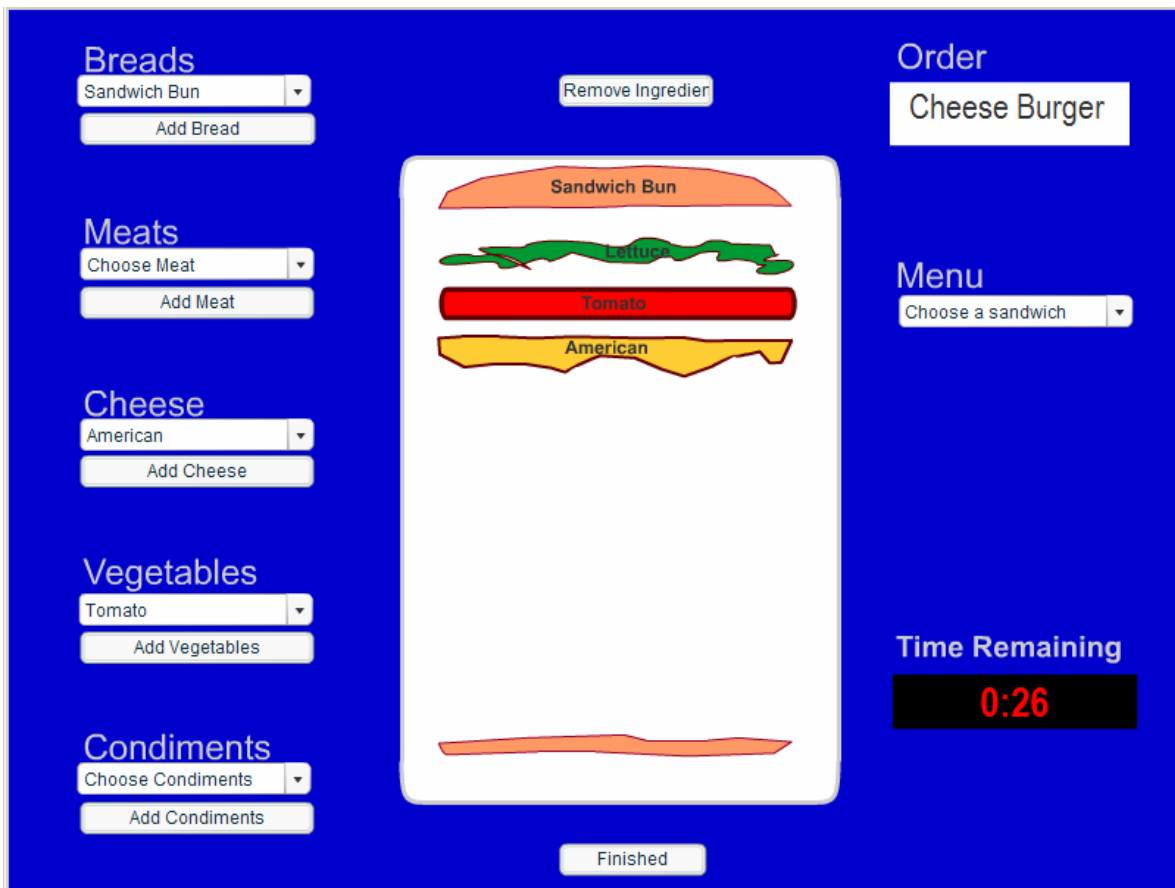 Breads
Sandwich Bun
Add Bread
Meats
Choose Meat
Add Meat
Cheese
American
Add Cheese
Vegetables
Tomato
Add Vegetables
Condiments
Choose Condiments
Add Condiments
Remove Ingredien
Sandwich Bun
Lettuce
Tomato
American
Finished
Order
Cheese Burger
Menu
Choose a sandwich
Time Remaining
0:26